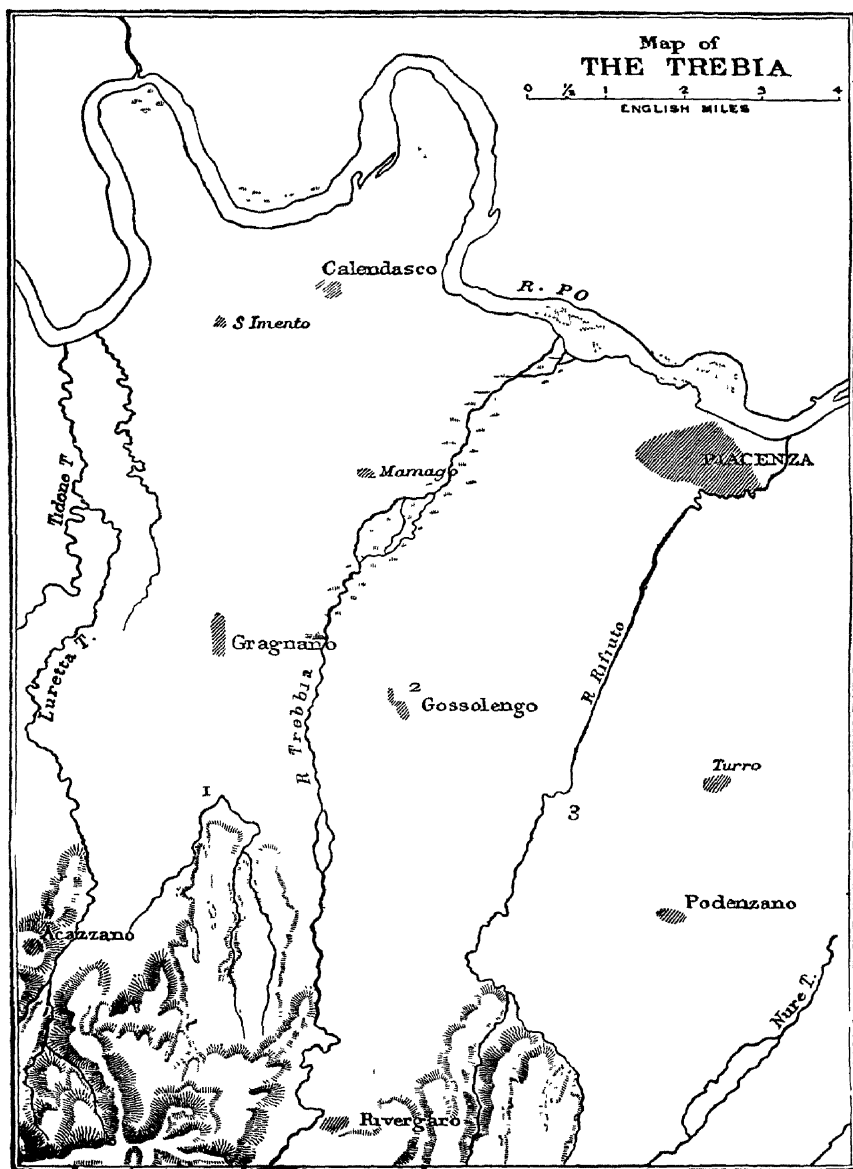 Map of
THE TREBIA
0 ½ 1 2 3 4
ENGLISH MILES
Calendasco
R. PO
S Imento
PIACENZA
Mamago
Tidone T
Gragnano
Luretta T.
R Trebbia
2
Gossolengo
R Rifiuto
Turro
1
3
Podenzano
cazzano
Nure T.
Rivergaro